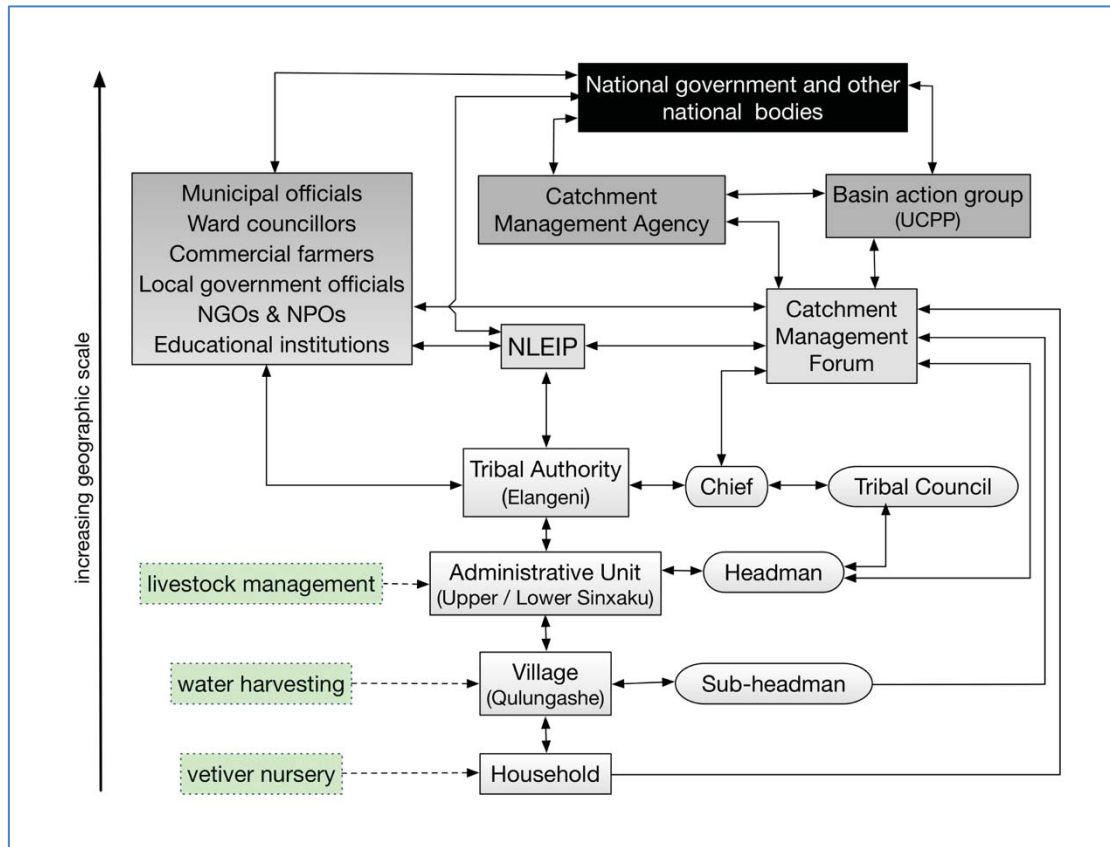 National government and other
national bodies
Municipal officials
Ward councillors
Commercial farmers
Local government officials
NGOs & NPOs
Educational institutions
Catchment
Management Agency
Basin action group
(UCPP)
Catchment
Management
Forum
NLEIP
increasing geographic scale
Tribal Authority
(Elangeni)
Chief
Tribal Council
livestock management
Administrative Unit
(Upper / Lower Sinxaku)
Headman
water harvesting
Village
(Qulungashe)
Sub-headman
vetiver nursery
Household